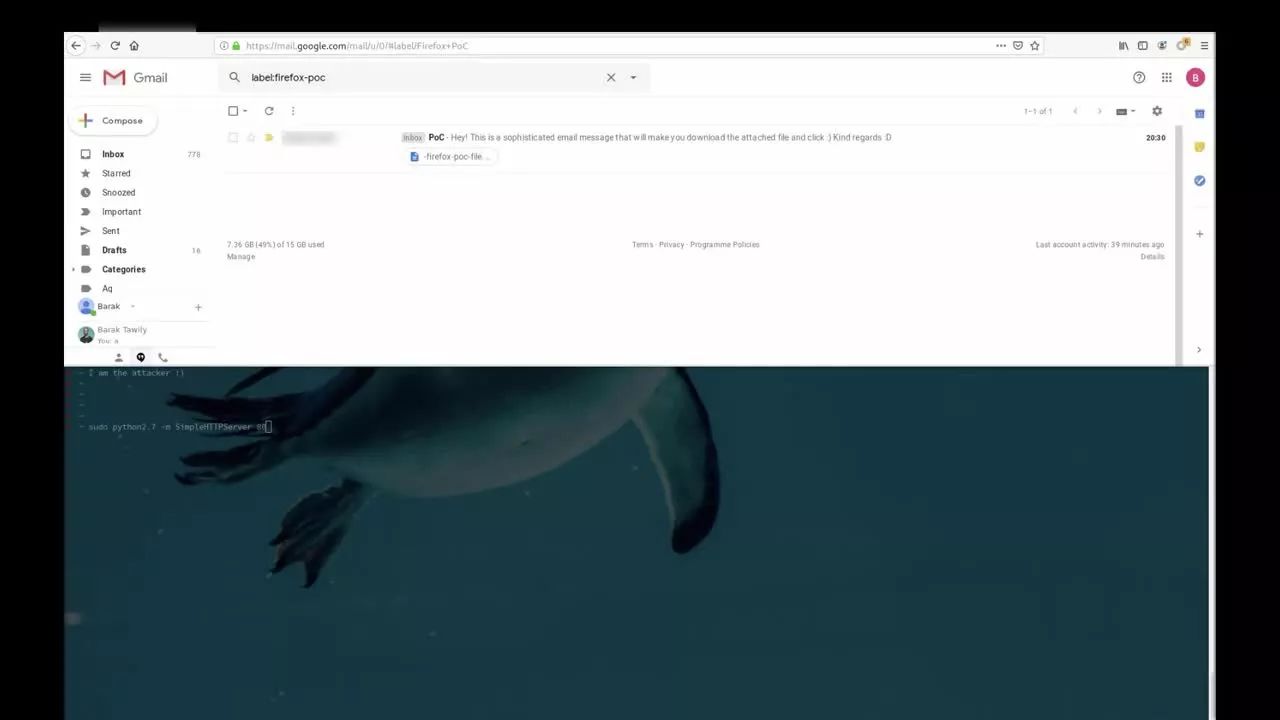 https://mail.google.com/mail/u/0/#label/Firefox+PoC
Gmail
label:firefox-poc
B
Compose
1–1 of 1
Inbox PoC - Hey! This is a sophisticated email message that will make you download the attached file and click :) Kind regards :D 20:30
-firefox-poc-file...
Inbox 778
Starred
Snoozed
Important
Sent
Drafts 16
Categories
Aq
7.36 GB (49%) of 15 GB used
Manage
Terms · Privacy · Programme Policies
Last account activity: 39 minutes ago
Details
Barak
Barak Tawily
You: a
~ I am the attacker :)
~
~
~
~ sudo python2.7 -m SimpleHTTPServer 80